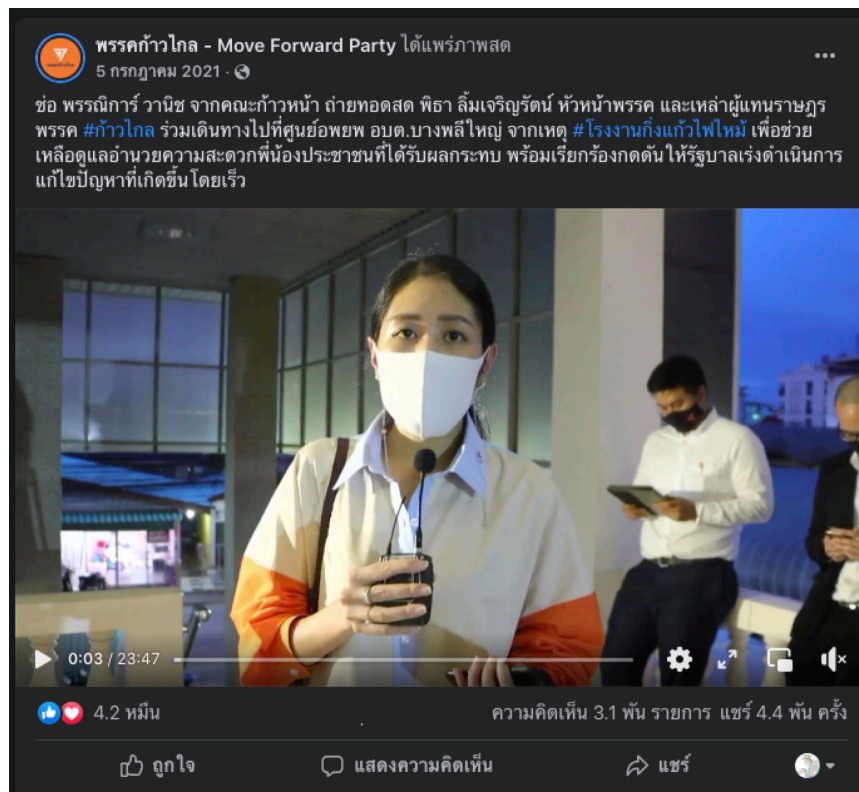 พรรคก้าวไกล - Move Forward Party ได้แพร่ภาพสด
5 กรกฎาคม 2021 ·
ช่อ พรรณิการ์ วานิช จากคณะก้าวหน้า ถ่ายทอดสด พิธา ลิ้มเจริญรัตน์ หัวหน้าพรรค และเหล่าผู้แทนราษฎร
พรรค #ก้าวไกล ร่วมเดินทางไปที่ศูนย์อพยพ อบต.บางพลีใหญ่ จากเหตุ #โรงงานกิ่งแก้วไฟไหม้ เพื่อช่วย
เหลือดูแลอำนวยความสะดวกพี่น้องประชาชนที่ได้รับผลกระทบ พร้อมเรียกร้องกดดันให้รัฐบาลเร่งดำเนินการ
แก้ไขปัญหาที่เกิดขึ้นโดยเร็ว
0:03 / 23:47
4.2 หมื่น
ความคิดเห็น 3.1 พัน รายการ แชร์ 4.4 พัน ครั้ง
ถูกใจ
แสดงความคิดเห็น
แชร์